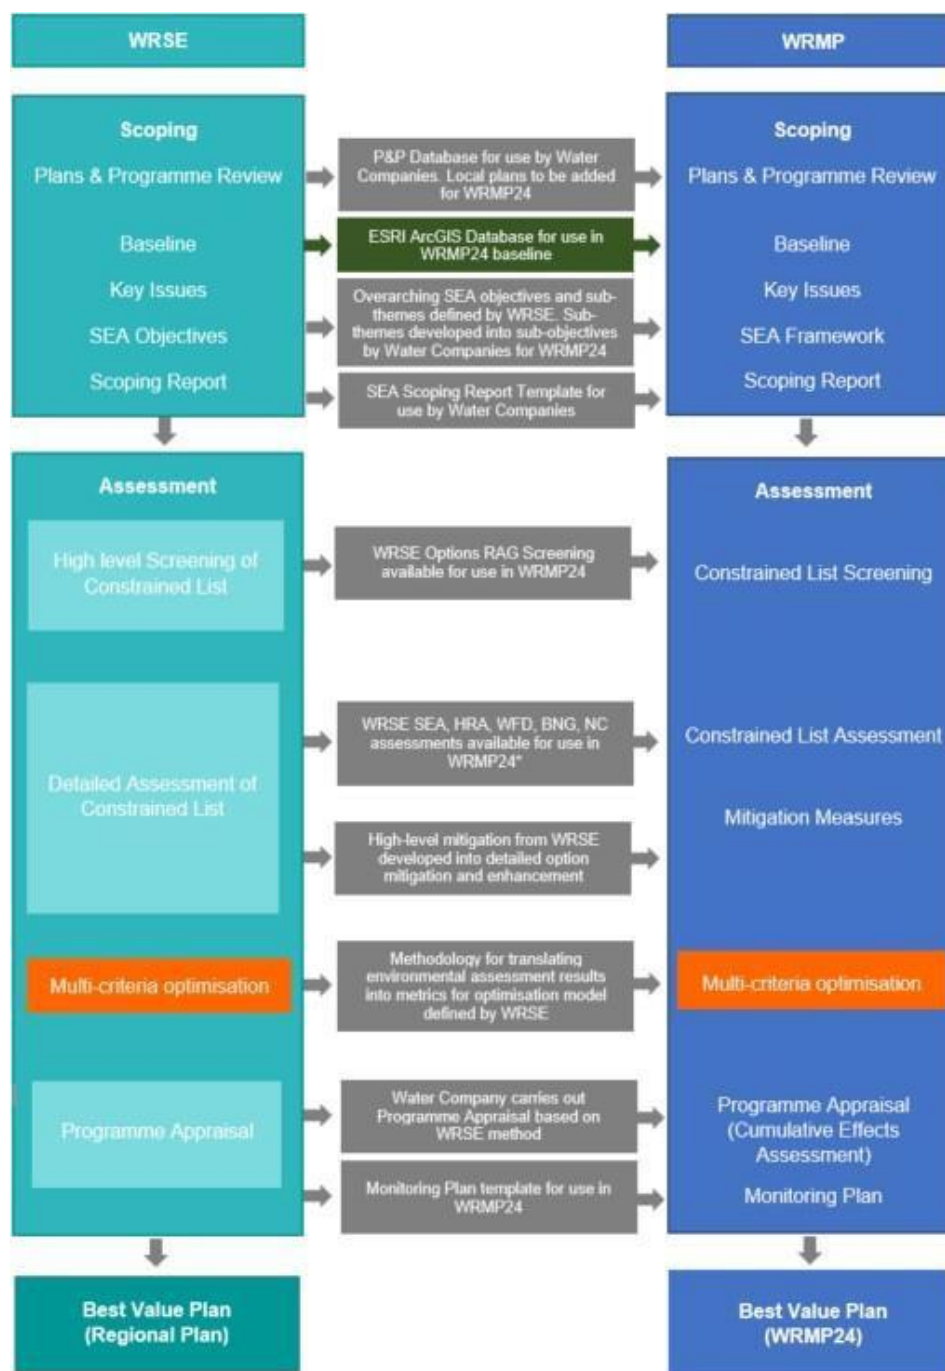 WRSE
WRMP
Scoping
Plans & Programme Review
P&P Database for use by Water
Companies. Local plans to be added
for WRMP24
Scoping
Plans & Programme Review
Baseline
ESRI ArcGIS Database for use in
WRMP24 baseline
Baseline
Key Issues
SEA Objectives
Overarching SEA objectives and sub-
themes defined by WRSE. Sub-
themes developed into sub-objectives
by Water Companies for WRMP24
Key Issues
SEA Framework
Scoping Report
SEA Scoping Report Template for
use by Water Companies
Scoping Report
Assessment
Assessment
High level Screening of
Constrained List
WRSE Options RAG Screening
available for use in WRMP24
Constrained List Screening
Detailed Assessment of
Constrained List
WRSE SEA, HRA, WFD, BNG, NC
assessments available for use in
WRMP24*
Constrained List Assessment
High-level mitigation from WRSE
developed into detailed option
mitigation and enhancement
Mitigation Measures
Multi-criteria optimisation
Methodology for translating
environmental assessment results
into metrics for optimisation model
defined by WRSE
Multi-criteria optimisation
Programme Appraisal
Water Company carries out
Programme Appraisal based on
WRSE method
Programme Appraisal
(Cumulative Effects
Assessment)
Monitoring Plan template for use in
WRMP24
Monitoring Plan
Best Value Plan
(Regional Plan)
Best Value Plan
(WRMP24)